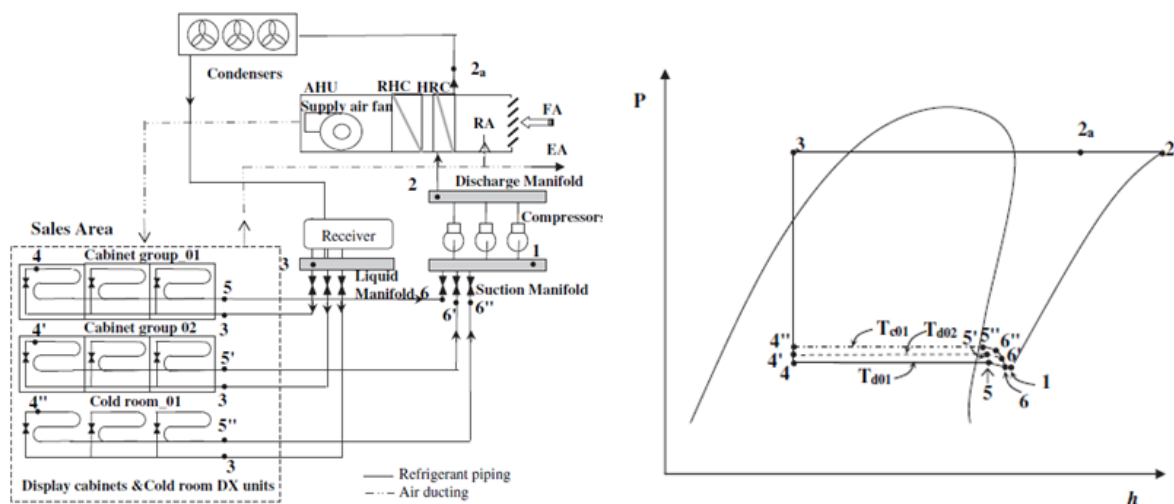 Condensers
2a
AHU
RHC
HRC
Supply air fan
FA
RA
EA
2
Discharge Manifold
Compressors
Sales Area
Receiver
1
4
Cabinet group_01
3
Liquid
Manifold
Suction Manifold
5
6
6'
6"
3
4'
Cabinet group 02
5'
3
4"
Cold room_01
5"
3
Refrigerant piping
Air ducting
Display cabinets &Cold room DX units
P
3
2a
2
4"
4'
4
Tc01
Td02
Td01
5'
5"
6"
6'
1
5
6
h